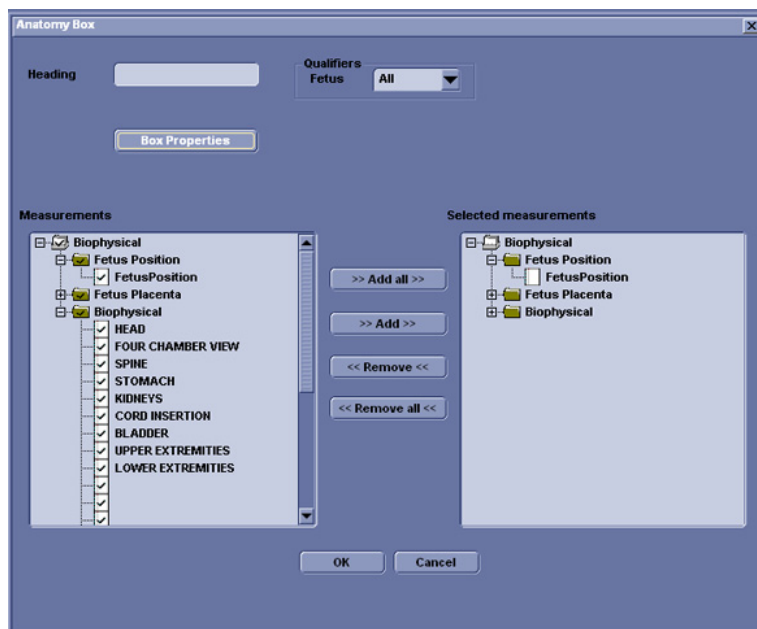 Anatomy Box
Heading
Qualifiers
Fetus All
Box Properties
Measurements
Biophysical
Fetus Position
FetusPosition
Fetus Placenta
Biophysical
HEAD
FOUR CHAMBER VIEW
SPINE
STOMACH
KIDNEYS
CORD INSERTION
BLADDER
UPPER EXTREMITIES
LOWER EXTREMITIES
>> Add all >>
>> Add >>
<< Remove <<
<< Remove all <<
Selected measurements
Biophysical
Fetus Position
FetusPosition
Fetus Placenta
Biophysical
OK
Cancel